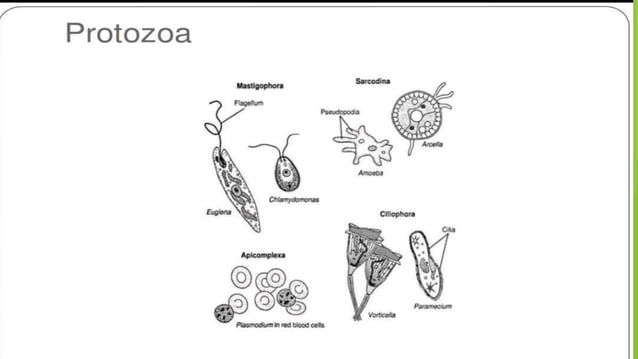 Protozoa
Mastigophora
Flagellum
Euglena
Chlamydomonas
Sarcodina
Pseudopodia
Amoeba
Arcella
Apicomplexa
Plasmodium in red blood cells
Ciliophora
Cilia
Vorticella
Paramecium